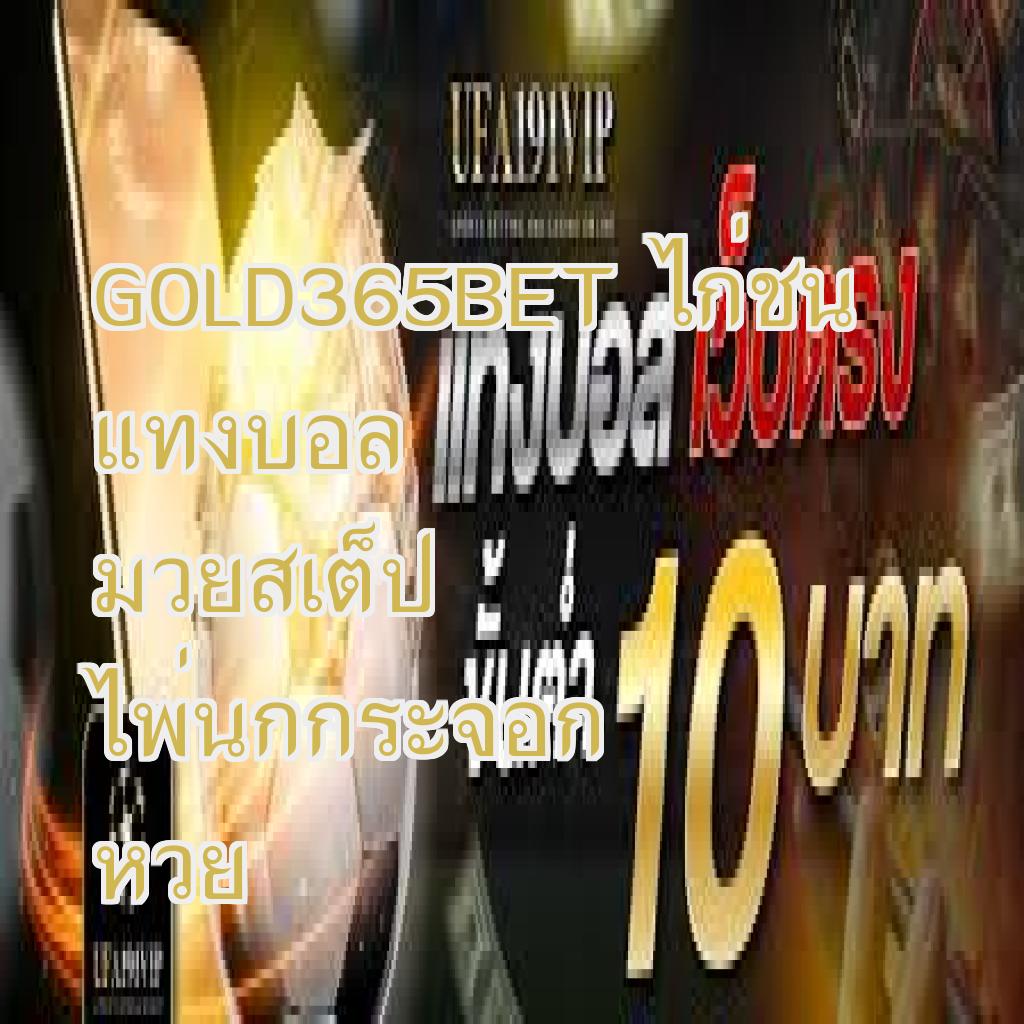 UFA191VIP
GOLD365BET ไก่ชน
แทงบอล เว็บตรง
แทงบอล
มวยสเต็ป
ขั้นต่ำ 10 บาท
ไพ่นกกระจอก
หวย
UFA191VIP